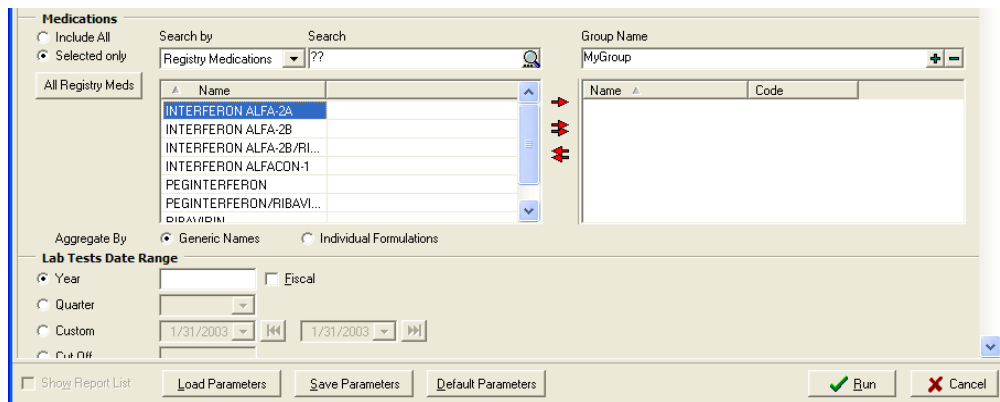 Medications
Include All
Search by Search Group Name
Selected only
Registry Medications ?? MyGroup
All Registry Meds
Name Name Code
INTERFERON ALFA-2A
INTERFERON ALFA-2B
INTERFERON ALFA-2B/RI...
INTERFERON ALFACON-1
PEGINTERFERON
PEGINTERFERON/RIBAVI...
RIBAVIRIN
Aggregate By Generic Names Individual Formulations
Lab Tests Date Range
Year Fiscal
Quarter
Custom 1/31/2003 1/31/2003
Cut Off
Show Report List Load Parameters Save Parameters Default Parameters Run Cancel